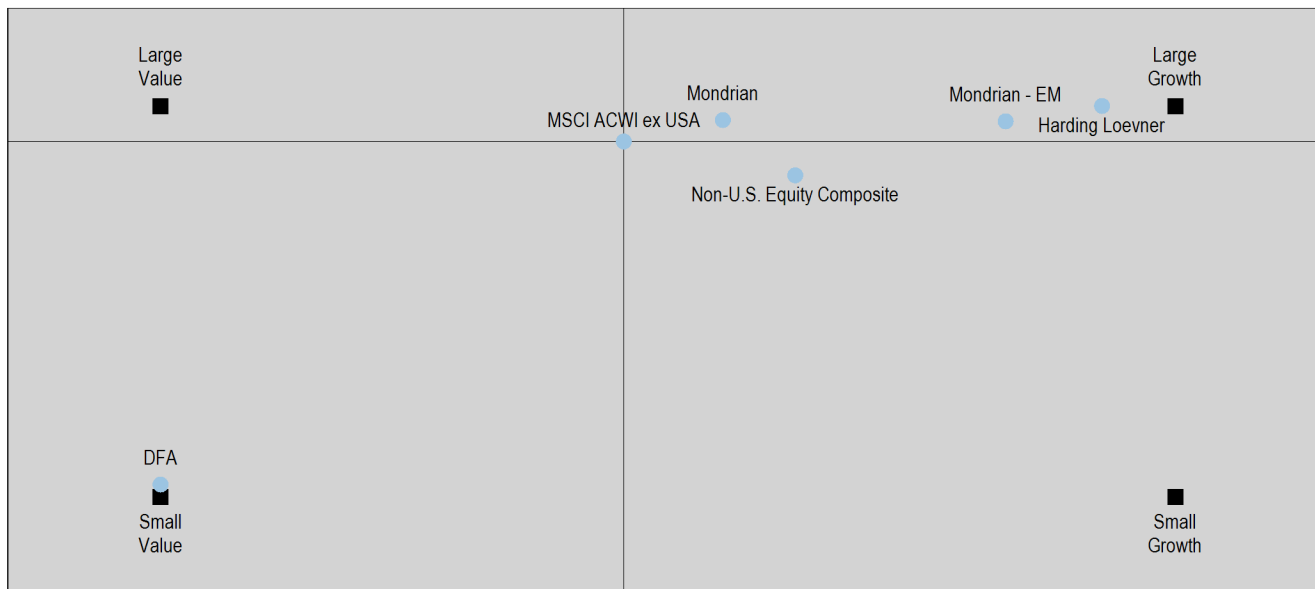 Large
Value
Large
Growth
Mondrian
Mondrian - EM
MSCI ACWI ex USA
Harding Loevner
Non-U.S. Equity Composite
DFA
Small
Value
Small
Growth